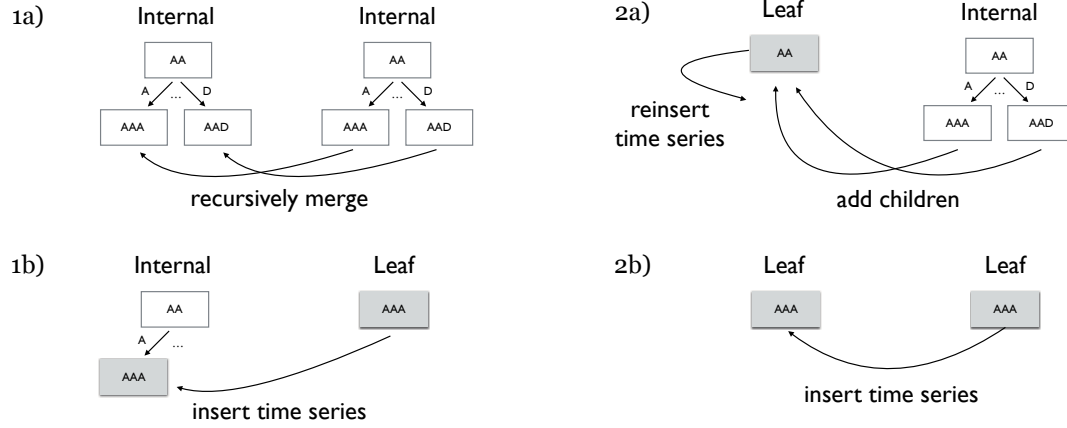 1a)
Internal
Internal
AA
AA
A
...
D
A
...
D
AAA
AAD
AAA
AAD
recursively merge
2a)
Leaf
Internal
AA
AA
A
...
D
reinsert
time series
AAA
AAD
add children
1b)
Internal
Leaf
AA
AAA
A
...
AAA
insert time series
2b)
Leaf
Leaf
AAA
AAA
insert time series